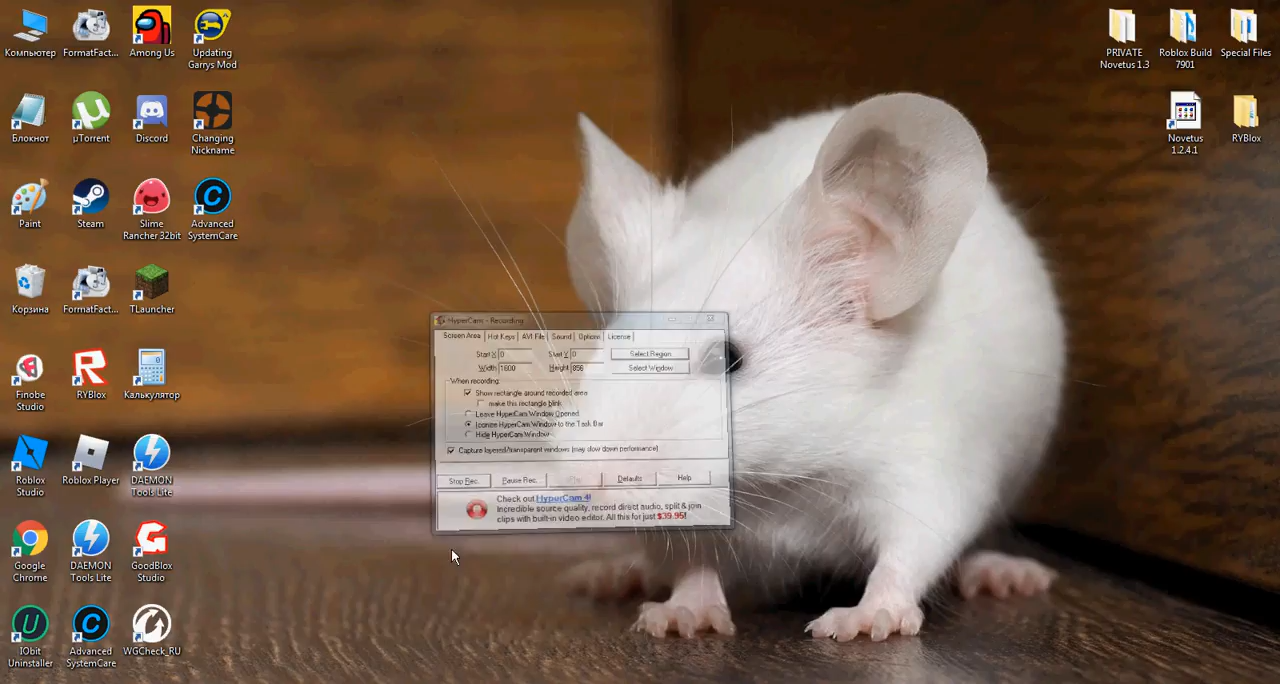 Компьютер
FormatFact...
Among Us
Updating
Garrys Mod
Блокнот
µTorrent
Discord
Changing
Nickname
Paint
Steam
Slime
Rancher 32bit
Advanced
SystemCare
Корзина
FormatFact...
TLauncher
Finobe
Studio
RYBlox
Калькулятор
Roblox
Studio
Roblox Player
DAEMON
Tools Lite
Google
Chrome
DAEMON
Tools Lite
GoodBlox
Studio
IObit
Uninstaller
Advanced
SystemCare
WGCheck_RU
HyperCam - Recording
Screen Area Hot Keys AVI File Sound Options License
Start X 0 Start Y 0 Select Region
Width 1600 Height 856 Select Window
When recording:
Show rectangle around recorded area
make this rectangle blink
Leave HyperCam Window Opened
Iconize HyperCam Window to the Task Bar
Hide HyperCam Window
Capture layered/transparent windows (may slow down performance)
Stop Rec. Pause Rec. Defaults Help
Check out HyperCam 4!
Incredible source quality, record direct audio, split & join
clips with built-in video editor. All this for just $39.95!
PRIVATE
Novetus 1.3
Roblox Build
7901
Special Files
Novetus
1.2.4.1
RYBlox